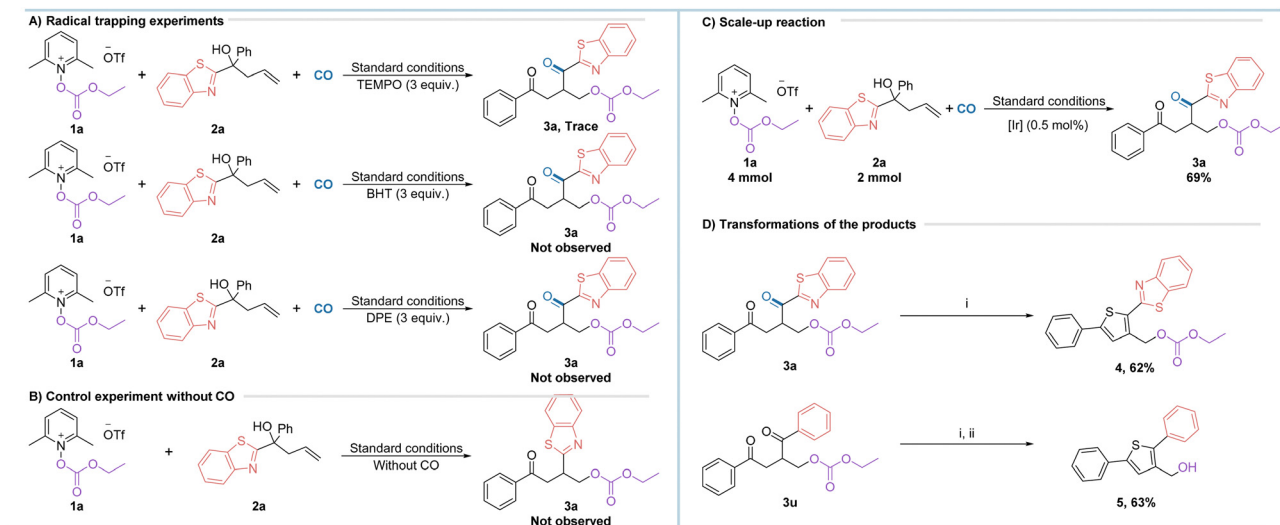 A) Radical trapping experiments
N
+
O
O
O
−
OTf
1a
+
HO Ph
S
N
2a
+ CO
Standard conditions
TEMPO (3 equiv.)
S
O
N
O
O O
O
3a, Trace
N
+
O
O
O
−
OTf
1a
+
HO Ph
S
N
2a
+ CO
Standard conditions
BHT (3 equiv.)
S
O
N
O
O O
O
3a
Not observed
N
+
O
O
O
−
OTf
1a
+
HO Ph
S
N
2a
+ CO
Standard conditions
DPE (3 equiv.)
S
O
N
O
O O
O
3a
Not observed
B) Control experiment without CO
N
+
O
O
O
−
OTf
1a
+
HO Ph
S
N
2a
Standard conditions
Without CO
S N
O
O O
O
3a
Not observed
C) Scale-up reaction
N
+
O
O
O
−
OTf
1a
4 mmol
+
HO Ph
S
N
2a
2 mmol
+ CO
Standard conditions
[Ir] (0.5 mol%)
S
O
N
O
O O
O
3a
69%
D) Transformations of the products
S
O
N
O
O O
O
3a
i
N
S
S
O O
O
4, 62%
O
O
O O
O
3u
i, ii
S
OH
5, 63%